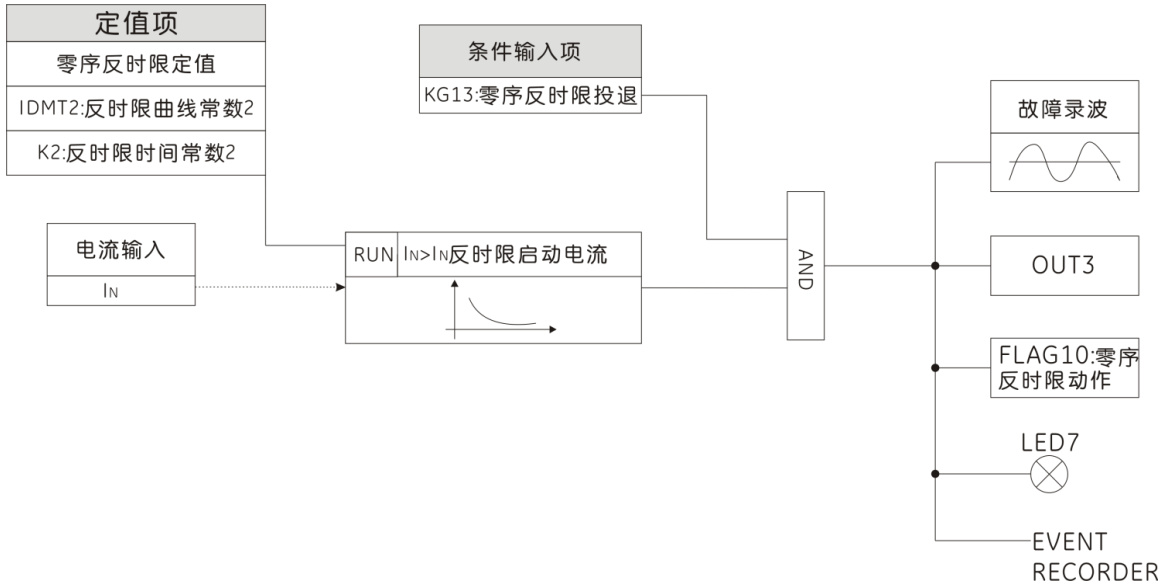 定值项
零序反时限定值
IDMT2:反时限曲线常数2
K2:反时限时间常数2
条件输入项
KG13:零序反时限投退
电流输入
IN
RUN
IN>IN反时限启动电流
AND
故障录波
OUT3
FLAG10:零序
反时限动作
LED7
EVENT
RECORDER